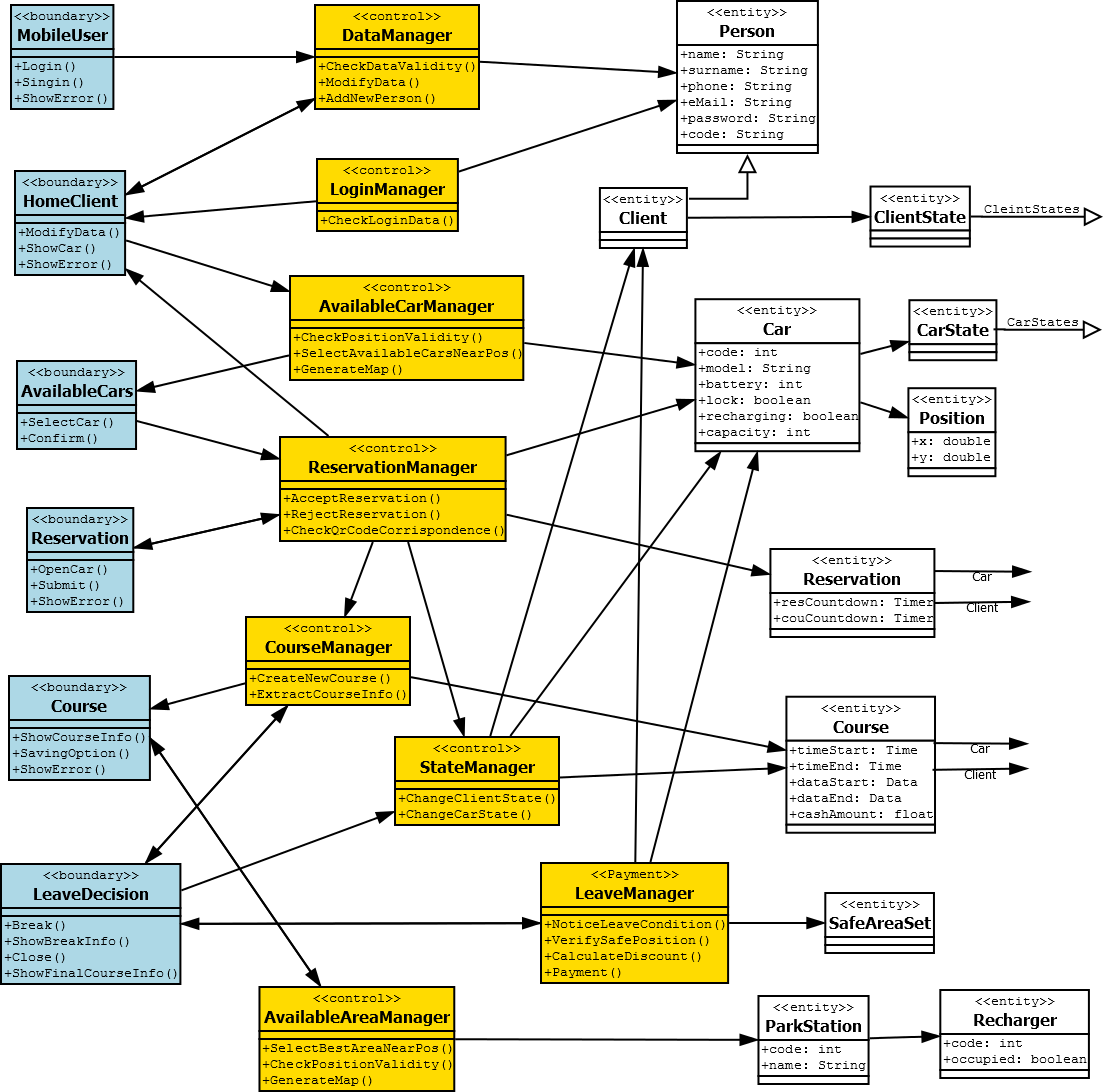 <<boundary>>
MobileUser
+Login()
+Singin()
+ShowError()
<<control>>
DataManager
+CheckDataValidity()
+ModifyData()
+AddNewPerson()
<<entity>>
Person
+name: String
+surname: String
+phone: String
+eMail: String
+password: String
+code: String
<<boundary>>
HomeClient
+ModifyData()
+ShowCar()
+ShowError()
<<control>>
LoginManager
+CheckLoginData()
<<entity>>
Client
<<entity>>
ClientState
CleintStates
<<control>>
AvailableCarManager
+CheckPositionValidity()
+SelectAvailableCarsNearPos()
+GenerateMap()
<<entity>>
Car
+code: int
+model: String
+battery: int
+lock: boolean
+recharging: boolean
+capacity: int
<<entity>>
CarState
CarStates
<<boundary>>
AvailableCars
+SelectCar()
+Confirm()
<<entity>>
Position
+x: double
+y: double
<<control>>
ReservationManager
+AcceptReservation()
+RejectReservation()
+CheckQrCodeCorrispondence()
<<boundary>>
Reservation
+OpenCar()
+Submit()
+ShowError()
<<entity>>
Reservation
+resCountdown: Timer
+couCountdown: Timer
Car
Client
<<control>>
CourseManager
+CreateNewCourse()
+ExtractCourseInfo()
<<boundary>>
Course
+ShowCourseInfo()
+SavingOption()
+ShowError()
<<control>>
StateManager
+ChangeClientState()
+ChangeCarState()
<<entity>>
Course
+timeStart: Time
+timeEnd: Time
+dataStart: Data
+dataEnd: Data
+cashAmount: float
Car
Client
<<boundary>>
LeaveDecision
+Break()
+ShowBreakInfo()
+Close()
+ShowFinalCourseInfo()
<<Payment>>
LeaveManager
+NoticeLeaveCondition()
+VerifySafePosition()
+CalculateDiscount()
+Payment()
<<entity>>
SafeAreaSet
<<control>>
AvailableAreaManager
+SelectBestAreaNearPos()
+CheckPositionValidity()
+GenerateMap()
<<entity>>
ParkStation
+code: int
+name: String
<<entity>>
Recharger
+code: int
+occupied: boolean